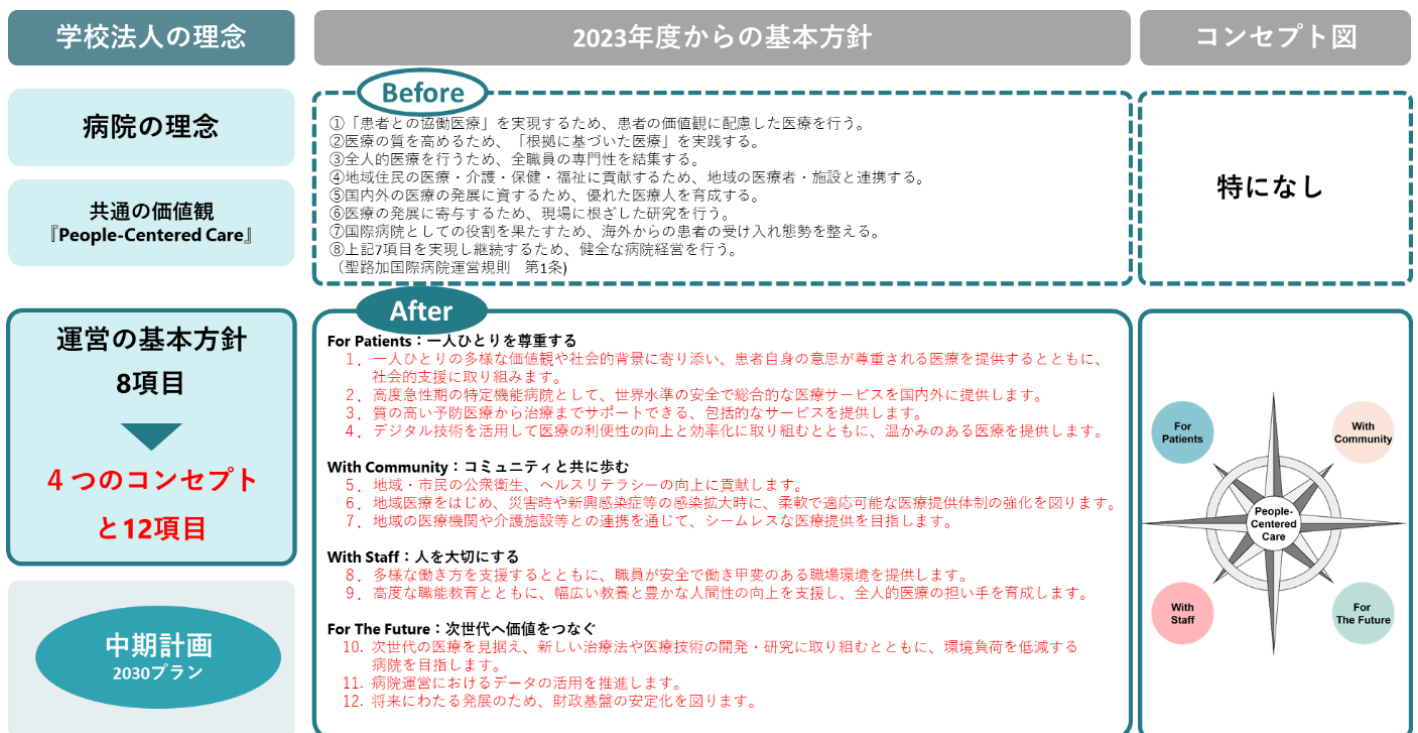 学校法人の理念
2023年度からの基本方針
コンセプト図
病院の理念
共通の価値観
『People-Centered Care』
Before
①「患者との協働医療」を実現するため、患者の価値観に配慮した医療を行う。
②医療の質を高めるため、「根拠に基づいた医療」を実践する。
③全人的医療を行うため、全職員の専門性を結集する。
④地域住民の医療・介護・保健・福祉に貢献するため、地域の医療者・施設と連携する。
⑤国内外の医療の発展に資するため、優れた医療人を育成する。
⑥医療の発展に寄与するため、現場に根ざした研究を行う。
⑦国際病院としての役割を果たすため、海外からの患者の受け入れ態勢を整える。
⑧上記7項目を実現し継続するため、健全な病院経営を行う。
（聖路加国際病院運営規則　第1条)
特になし
運営の基本方針
8項目
４つのコンセプト
と12項目
中期計画
2030プラン
After
For Patients：一人ひとりを尊重する
1．一人ひとりの多様な価値観や社会的背景に寄り添い、患者自身の意思が尊重される医療を提供するとともに、
社会的支援に取り組みます。
2．高度急性期の特定機能病院として、世界水準の安全で総合的な医療サービスを国内外に提供します。
3．質の高い予防医療から治療までサポートできる、包括的なサービスを提供します。
4．デジタル技術を活用して医療の利便性の向上と効率化に取り組むとともに、温かみのある医療を提供します。
With Community：コミュニティと共に歩む
5．地域・市民の公衆衛生、ヘルスリテラシーの向上に貢献します。
6．地域医療をはじめ、災害時や新興感染症等の感染拡大時に、柔軟で適応可能な医療提供体制の強化を図ります。
7．地域の医療機関や介護施設等との連携を通じて、シームレスな医療提供を目指します。
With Staff：人を大切にする
8．多様な働き方を支援するとともに、職員が安全で働き甲斐のある職場環境を提供します。
9．高度な職能教育とともに、幅広い教養と豊かな人間性の向上を支援し、全人的医療の担い手を育成します。
For The Future：次世代へ価値をつなぐ
10. 次世代の医療を見据え、新しい治療法や医療技術の開発・研究に取り組むとともに、環境負荷を低減する
病院を目指します。
11. 病院運営におけるデータの活用を推進します。
12. 将来にわたる発展のため、財政基盤の安定化を図ります。
For
Patients
With
Community
People-
Centered
Care
With
Staff
For
The Future